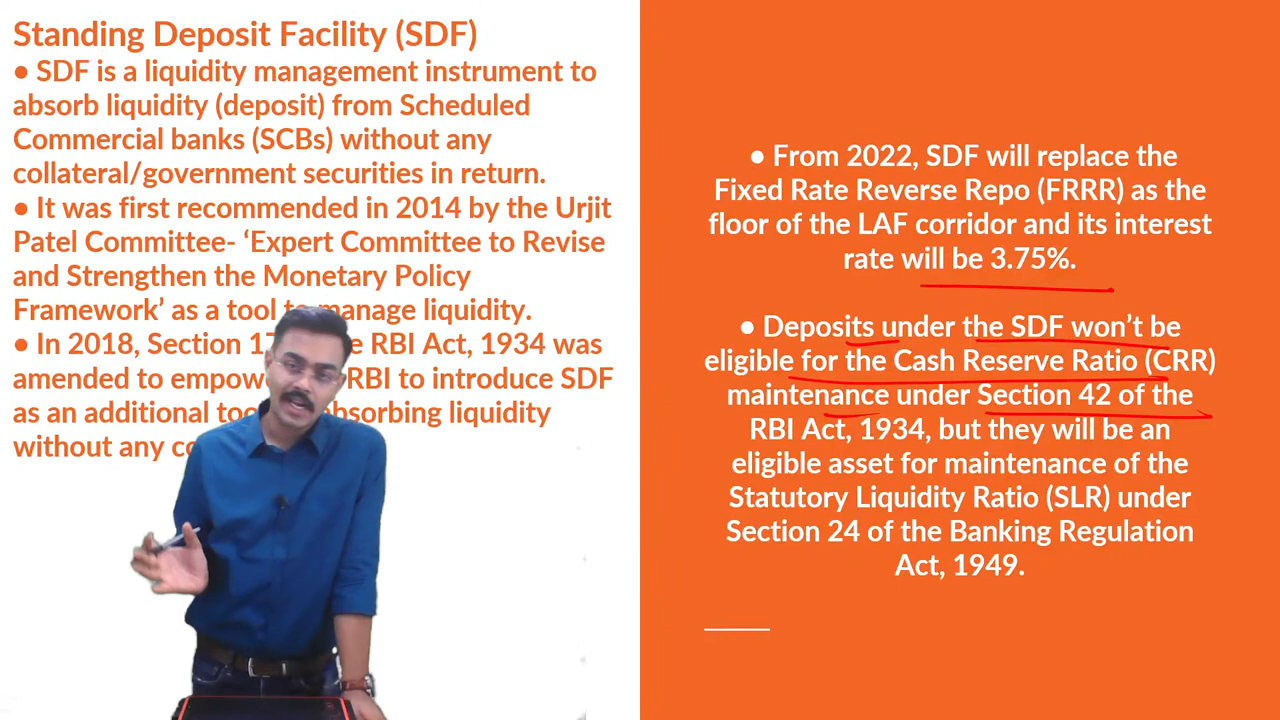 Standing Deposit Facility (SDF)
● SDF is a liquidity management instrument to
absorb liquidity (deposit) from Scheduled
Commercial banks (SCBs) without any
collateral/government securities in return.
● It was first recommended in 2014 by the Urjit
Patel Committee- ‘Expert Committee to Revise
and Strengthen the Monetary Policy
Framework’ as a tool to manage liquidity.
● In 2018, Section RBI Act, 1934 was
amended to RBI to introduce SDF
as an additional absorbing liquidity
without any
● From 2022, SDF will replace the
Fixed Rate Reverse Repo (FRRR) as the
floor of the LAF corridor and its interest
rate will be 3.75%.
● Deposits under the SDF won’t be
eligible for the Cash Reserve Ratio (CRR)
maintenance under Section 42 of the
RBI Act, 1934, but they will be an
eligible asset for maintenance of the
Statutory Liquidity Ratio (SLR) under
Section 24 of the Banking Regulation
Act, 1949.